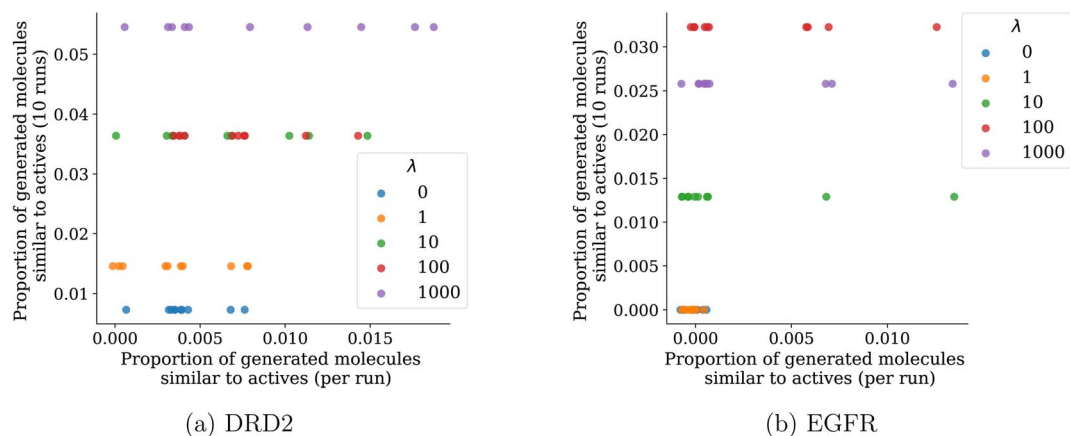 Proportion of generated molecules
similar to actives (10 runs)
0.05
0.04
0.03
0.02
0.01
λ
0
1
10
100
1000
0.000 0.005 0.010 0.015
Proportion of generated molecules
similar to actives (per run)
(a) DRD2
Proportion of generated molecules
similar to actives (10 runs)
0.030
0.025
0.020
0.015
0.010
0.005
0.000
λ
0
1
10
100
1000
0.000 0.005 0.010
Proportion of generated molecules
similar to actives (per run)
(b) EGFR